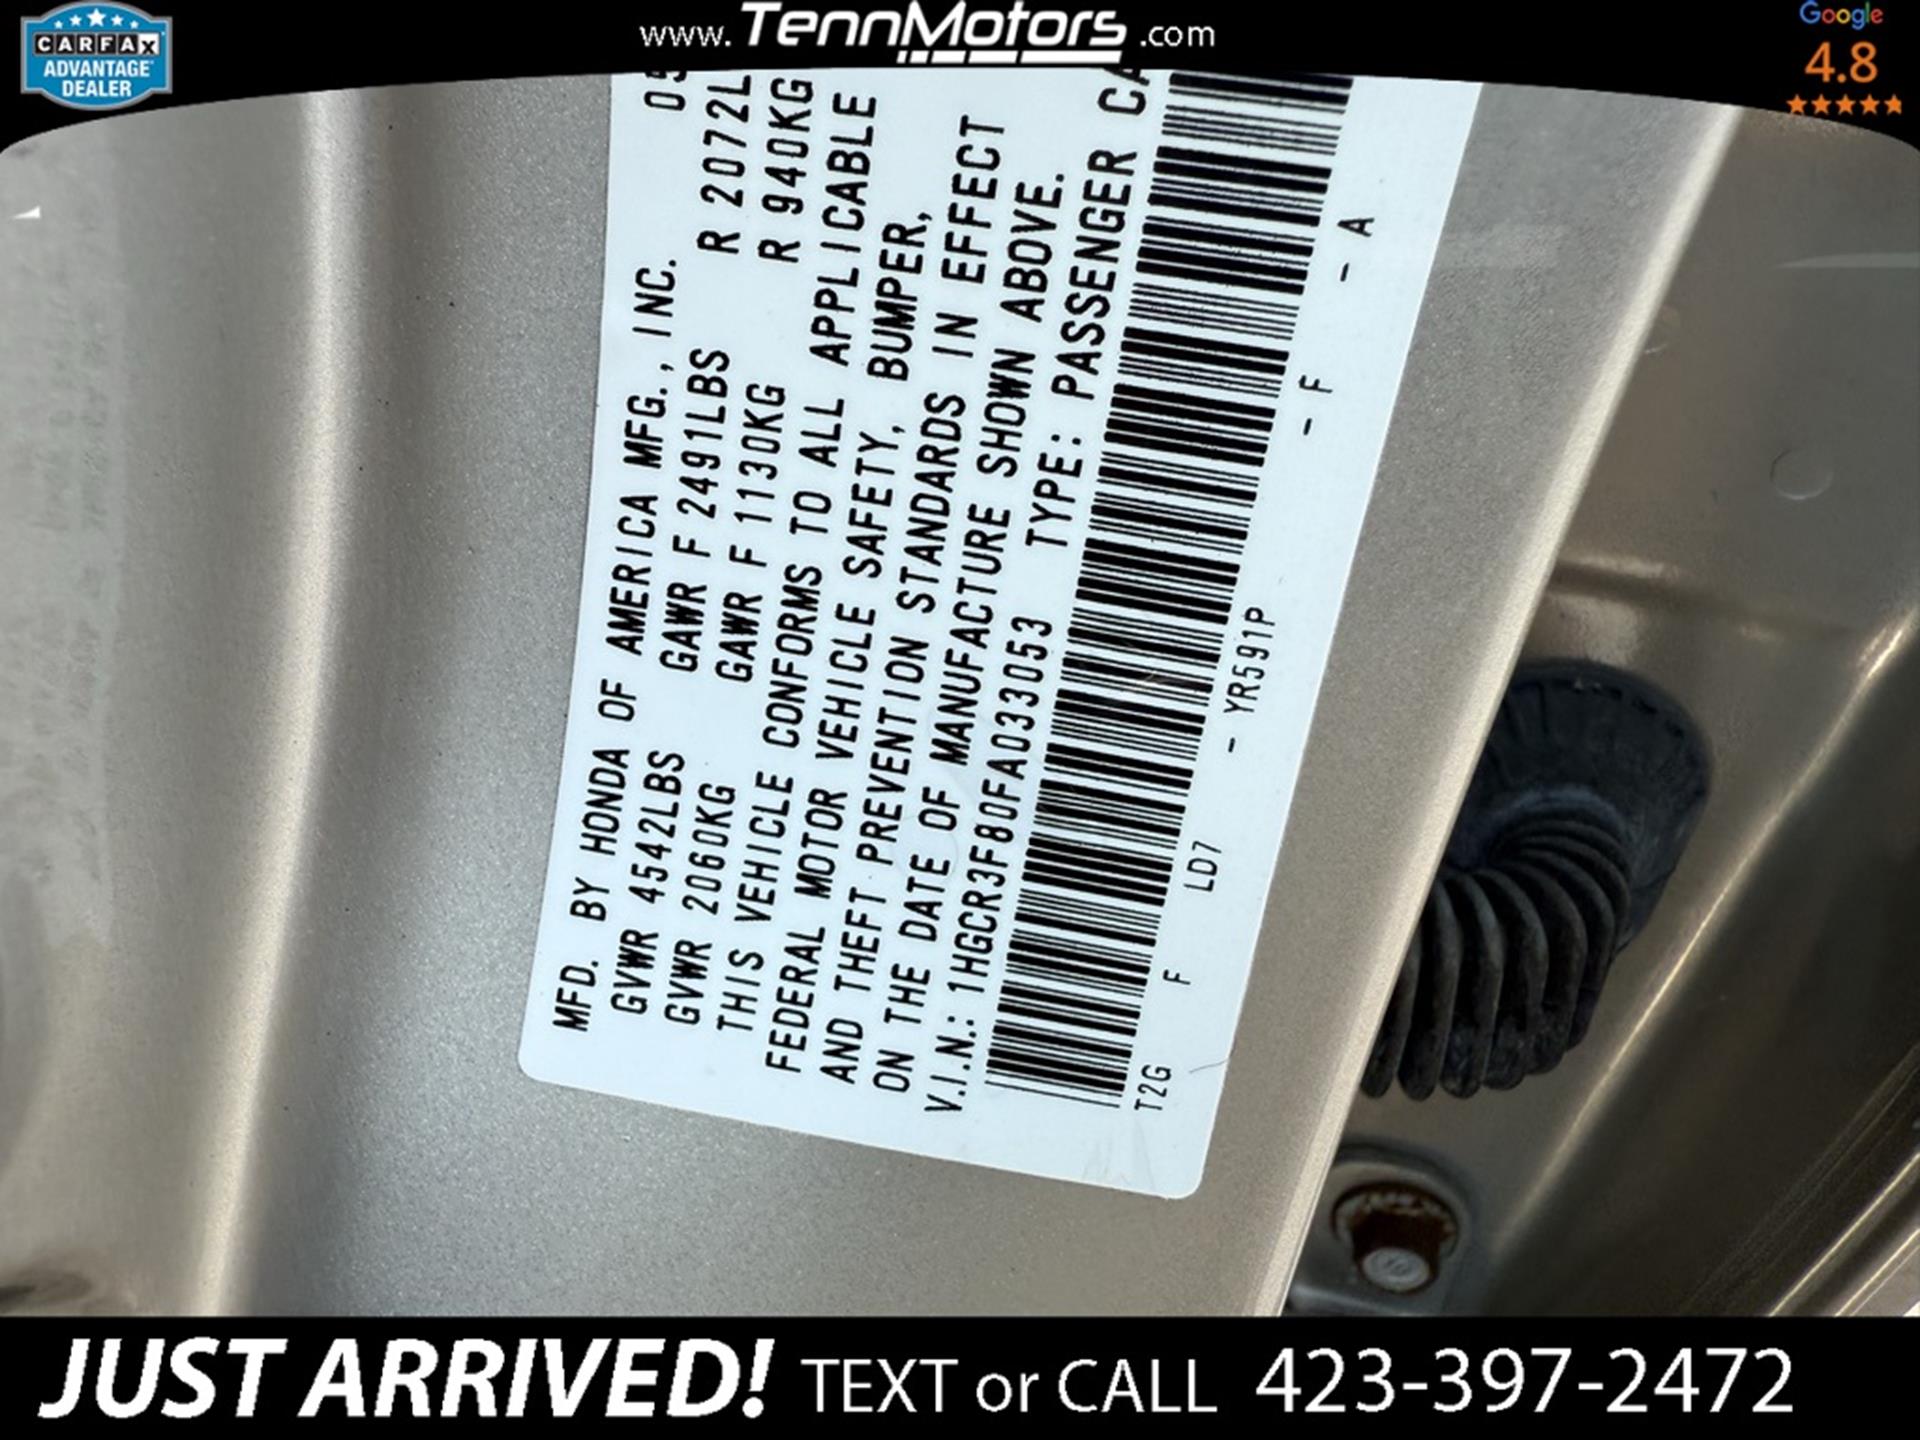 CARFAX
ADVANTAGE
DEALER
www.TennMotors.com
Google
4.8
MFD. BY HONDA OF AMERICA MFG., INC.
GVWR 4542LBS GAWR F 2491LBS R 2072L
GVWR 2060KG GAWR F 1130KG R 940KG
THIS VEHICLE CONFORMS TO ALL APPLICABLE
FEDERAL MOTOR VEHICLE SAFETY, BUMPER,
AND THEFT PREVENTION STANDARDS IN EFFECT
ON THE DATE OF MANUFACTURE SHOWN ABOVE.
V.I.N.: 1HGCR3F80FA033053 TYPE: PASSENGER CA
T2G F LD7 - YR591P - F - A
JUST ARRIVED! TEXT or CALL 423-397-2472